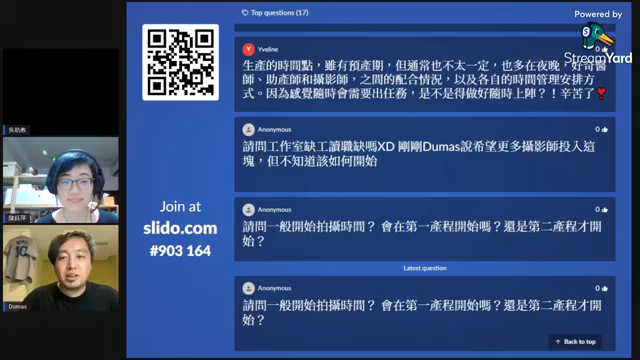 Top questions (17)
Powered by
StreamYard
Yveline
0
生產的時間點，雖有預產期，但通常也不太一定，也多在夜晚，好奇醫
師、助產師和攝影師，之間的配合情況，以及各自的時間管理安排方
式。因為感覺隨時會需要出任務，是不是得做好隨時上陣？！辛苦了❣️
Anonymous
0
請問工作室缺工讀職缺嗎XD 剛剛Dumas說希望更多攝影師投入這
塊，但不知道該如何開始
Anonymous
0
請問一般開始拍攝時間？ 會在第一產程開始嗎？還是第二產程才開
始？
Latest question
Anonymous
0
請問一般開始拍攝時間？ 會在第一產程開始嗎？還是第二產程才開
始？
Back to top
Join at
slido.com
#903 164
吳助教
陳鈺萍
Dumas
10